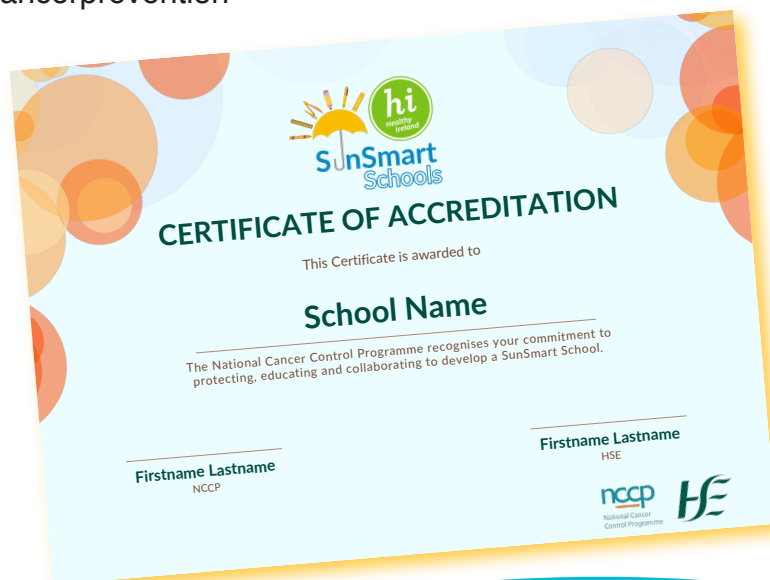 ancerprevention
hi
Healthy
Ireland
SunSmart
Schools
CERTIFICATE OF ACCREDITATION
This Certificate is awarded to
School Name
The National Cancer Control Programme recognises your commitment to
protecting, educating and collaborating to develop a SunSmart School.
Firstname Lastname
NCCP
Firstname Lastname
HSE
nccp
National Cancer
Control Programme
HSE